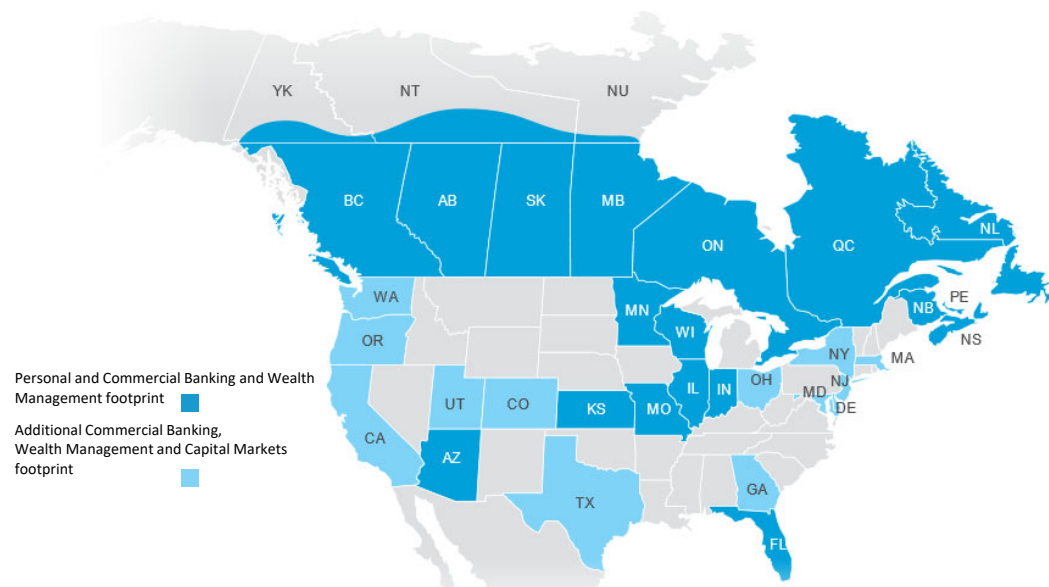 YK
NT
NU
BC
AB
SK
MB
ON
QC
NL
PE
NB
NS
WA
MN
WI
OR
NY
MA
Personal and Commercial Banking and Wealth
Management footprint
UT
CO
KS
MO
IL
IN
OH
MD
NJ
DE
Additional Commercial Banking,
Wealth Management and Capital Markets
footprint
CA
AZ
TX
GA
FL